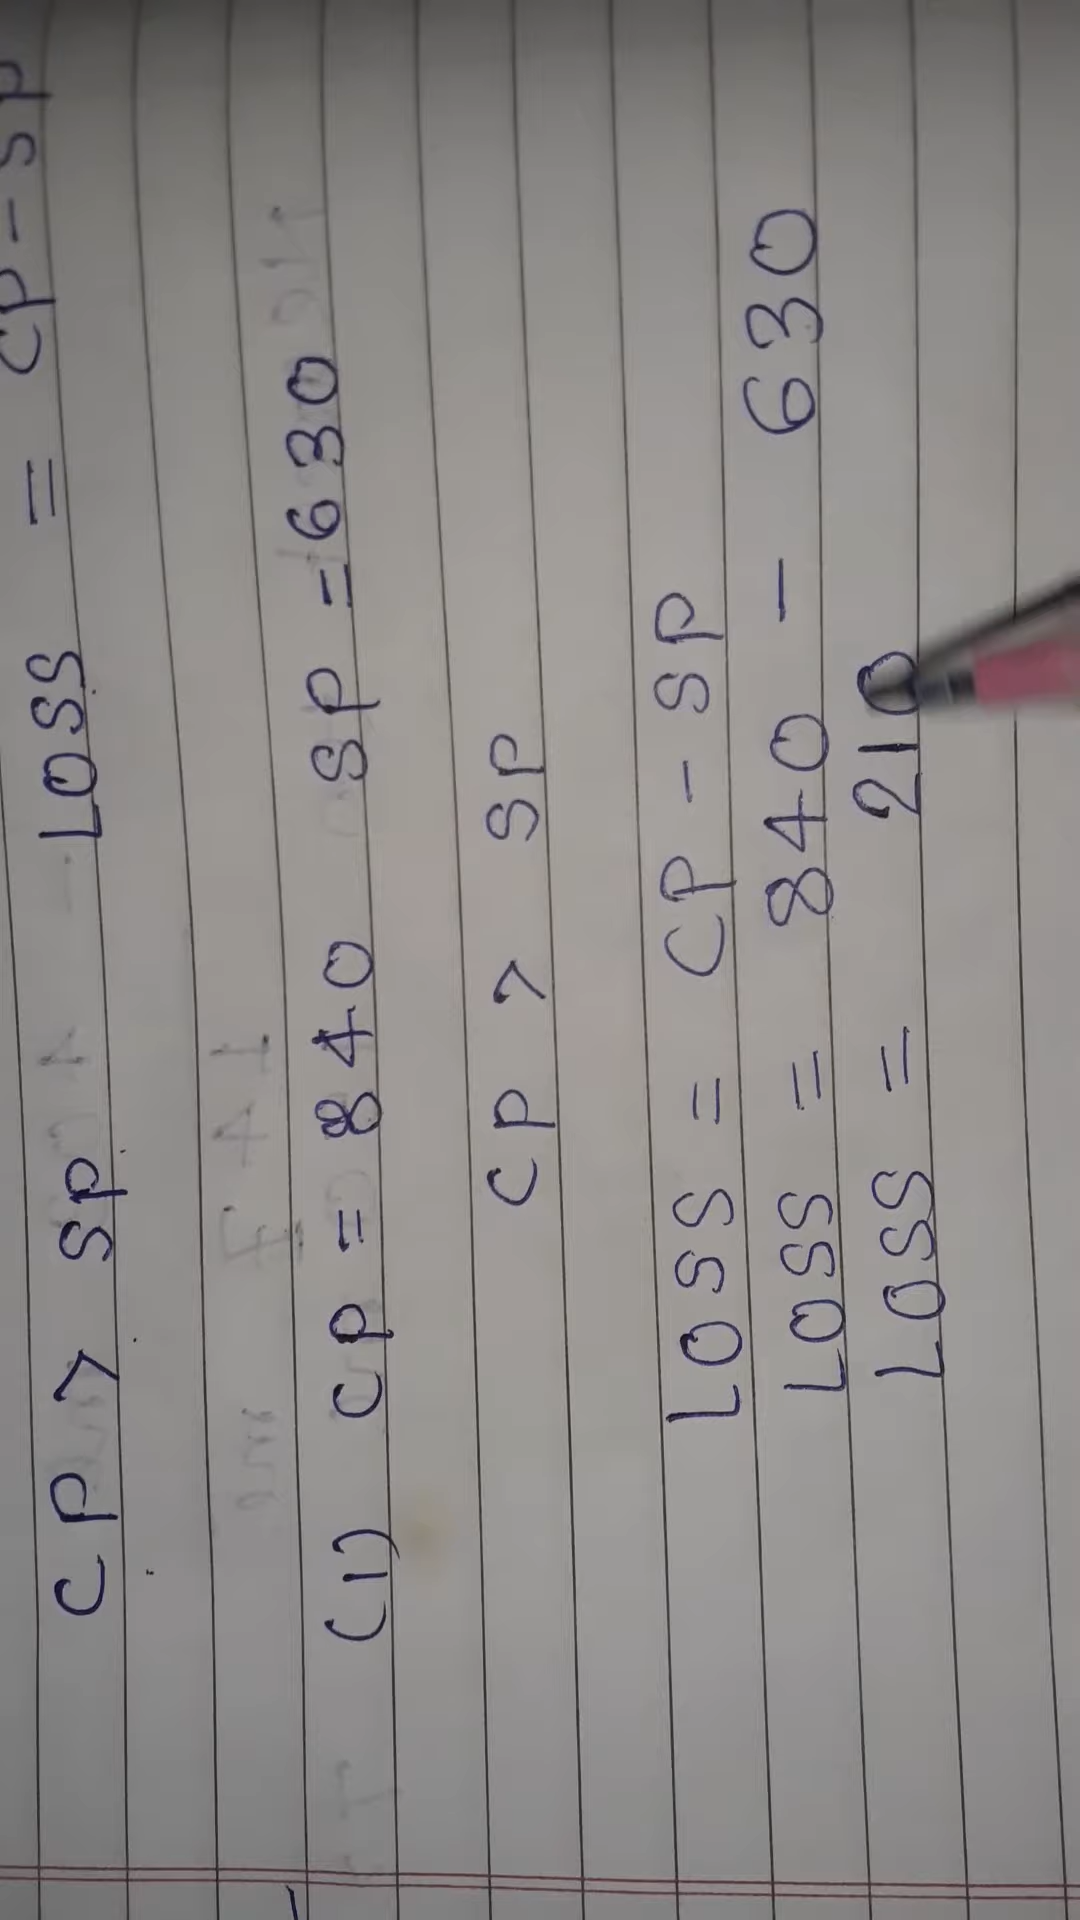 CP > SP LOSS = CP - SP
(1) CP = 840 SP = 630
CP > SP
LOSS = CP - SP
LOSS = 840 - 630
LOSS = 210